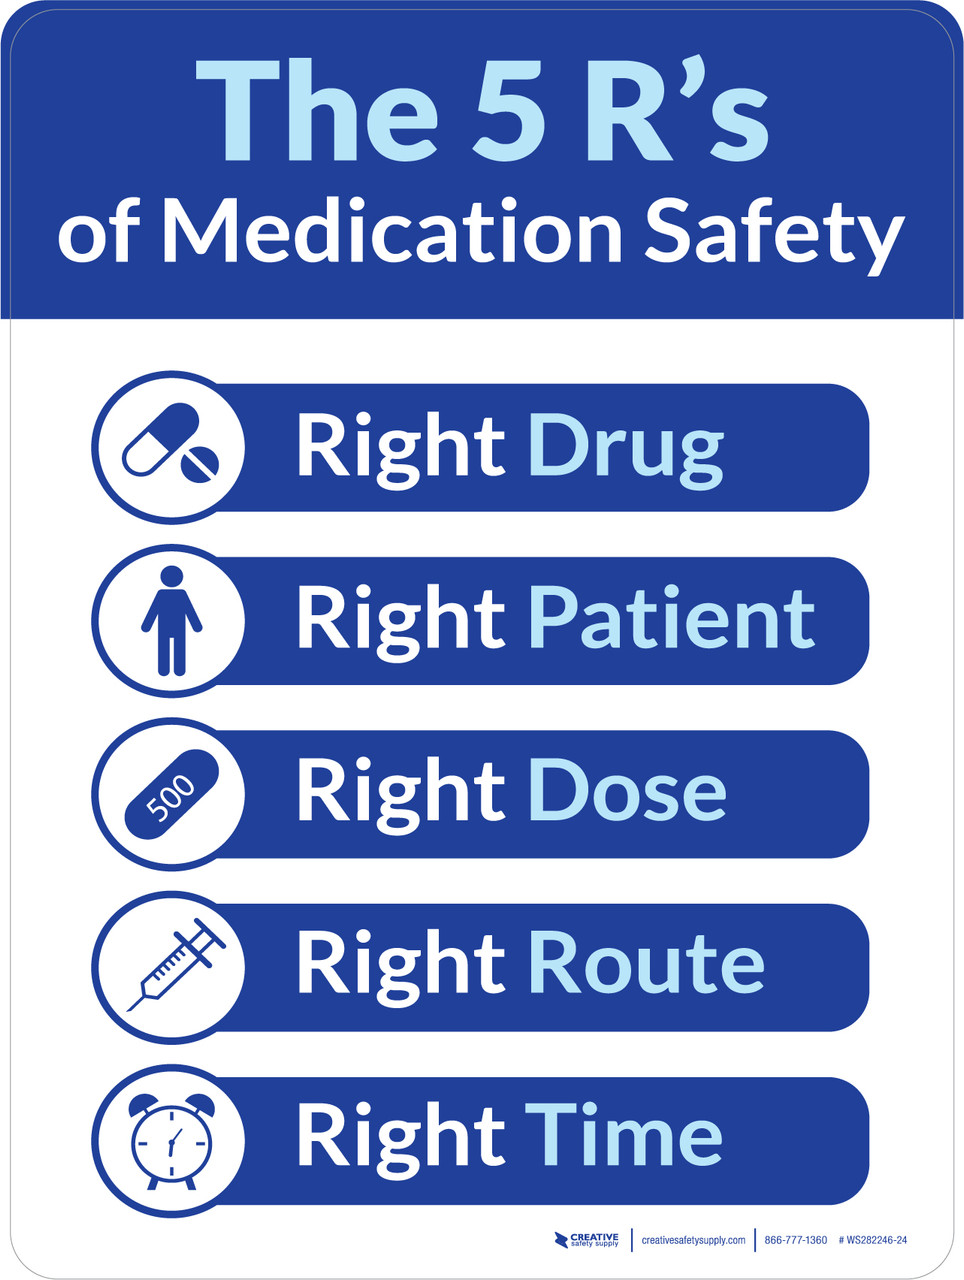 The 5 R’s
of Medication Safety
Right Drug
Right Patient
500
Right Dose
Right Route
Right Time
CREATIVE
safety supply
creativesafetysupply.com
866-777-1360
# WS282246-24